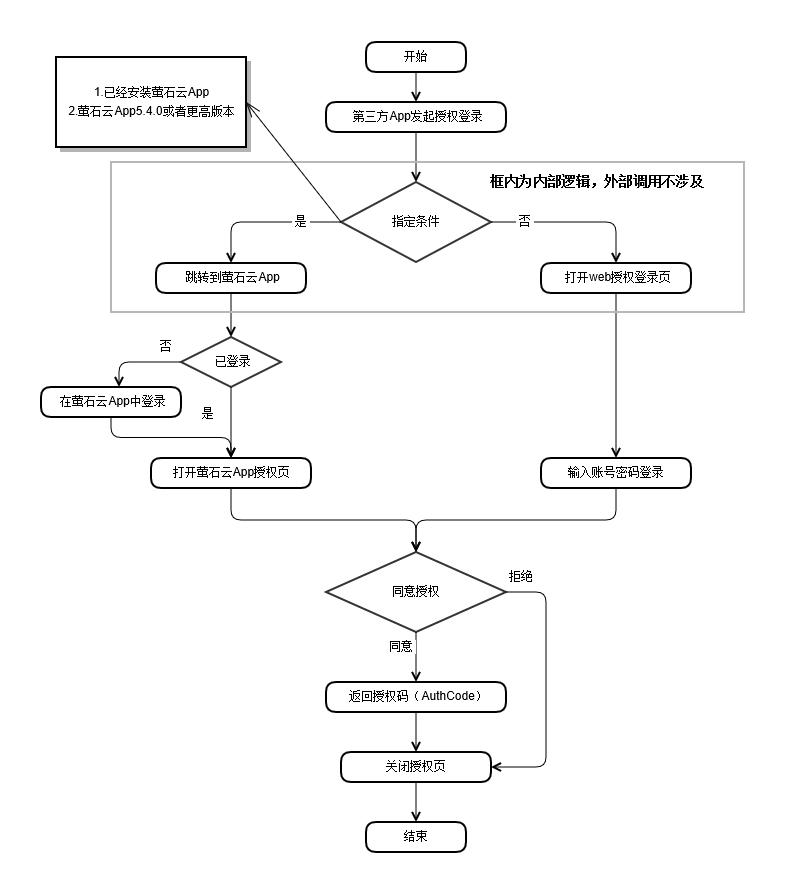 开始
1.已经安装萤石云App
2.萤石云App5.4.0或者更高版本
第三方App发起授权登录
框内为内部逻辑，外部调用不涉及
指定条件
是
否
跳转到萤石云App
打开web授权登录页
否
已登录
在萤石云App中登录
是
打开萤石云App授权页
输入账号密码登录
拒绝
同意授权
同意
返回授权码（AuthCode）
关闭授权页
结束